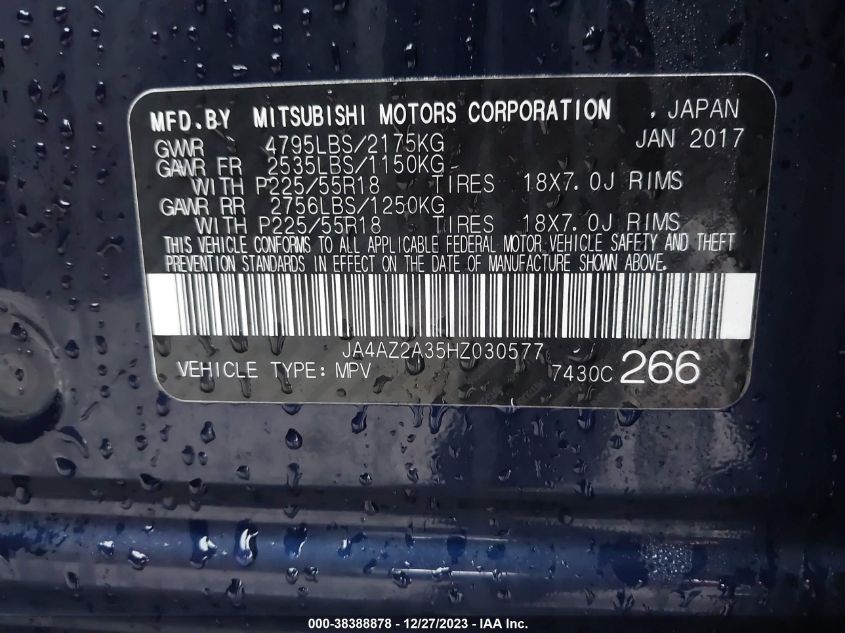 MFD.BY MITSUBISHI MOTORS CORPORATION , JAPAN
GVWR 4795LBS/2175KG JAN 2017
GAWR FR 2535LBS/1150KG
WITH P225/55R18 TIRES 18X7.0J RIMS
GAWR RR 2756LBS/1250KG
WITH P225/55R18 TIRES 18X7.0J RIMS
THIS VEHICLE CONFORMS TO ALL APPLICABLE FEDERAL MOTOR VEHICLE SAFETY AND THEFT
PREVENTION STANDARDS IN EFFECT ON THE DATE OF MANUFACTURE SHOWN ABOVE.
JA4AZ2A35HZ030577
VEHICLE TYPE: MPV 7430C 266
000-38388878 - 12/27/2023 - IAA Inc.